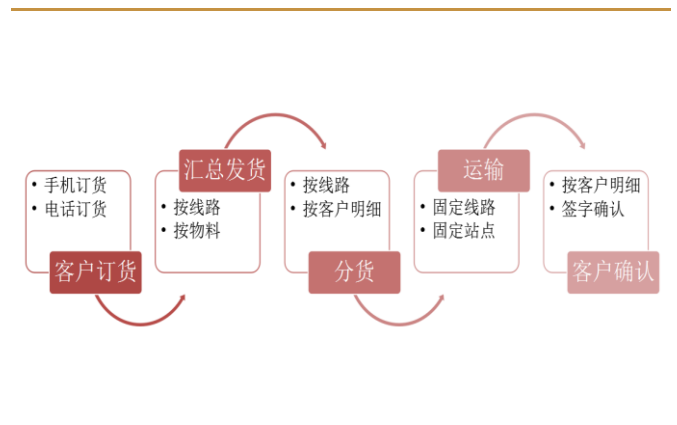 手机订货
电话订货
客户订货
汇总发货
按线路
按物料
按线路
按客户明细
分货
运输
固定线路
固定站点
按客户明细
签字确认
客户确认